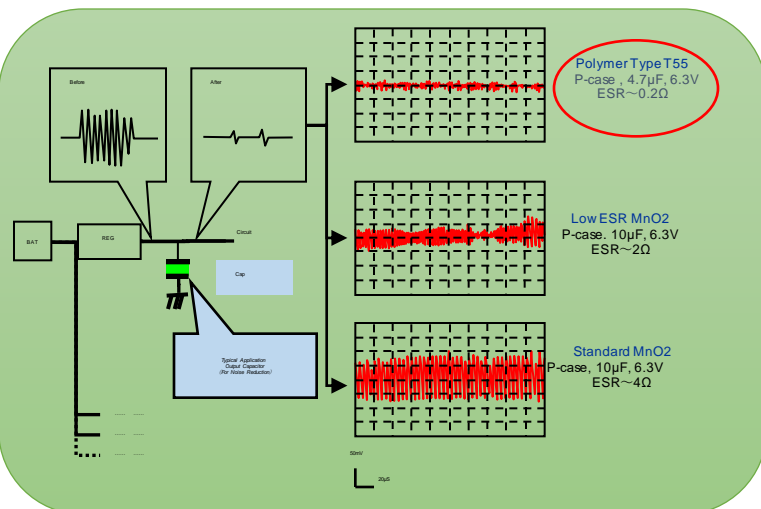 Before
After
BAT
REG
Circuit
Cap
Typical Application
Output Capacitor
(For Noise Reduction)
Polymer Type T55
P-case , 4.7µF, 6.3V
ESR～0.2Ω
Low ESR MnO2
P-case. 10µF, 6.3V
ESR～2Ω
Standard MnO2
P-case, 10µF, 6.3V
ESR～4Ω
50mV
20µS